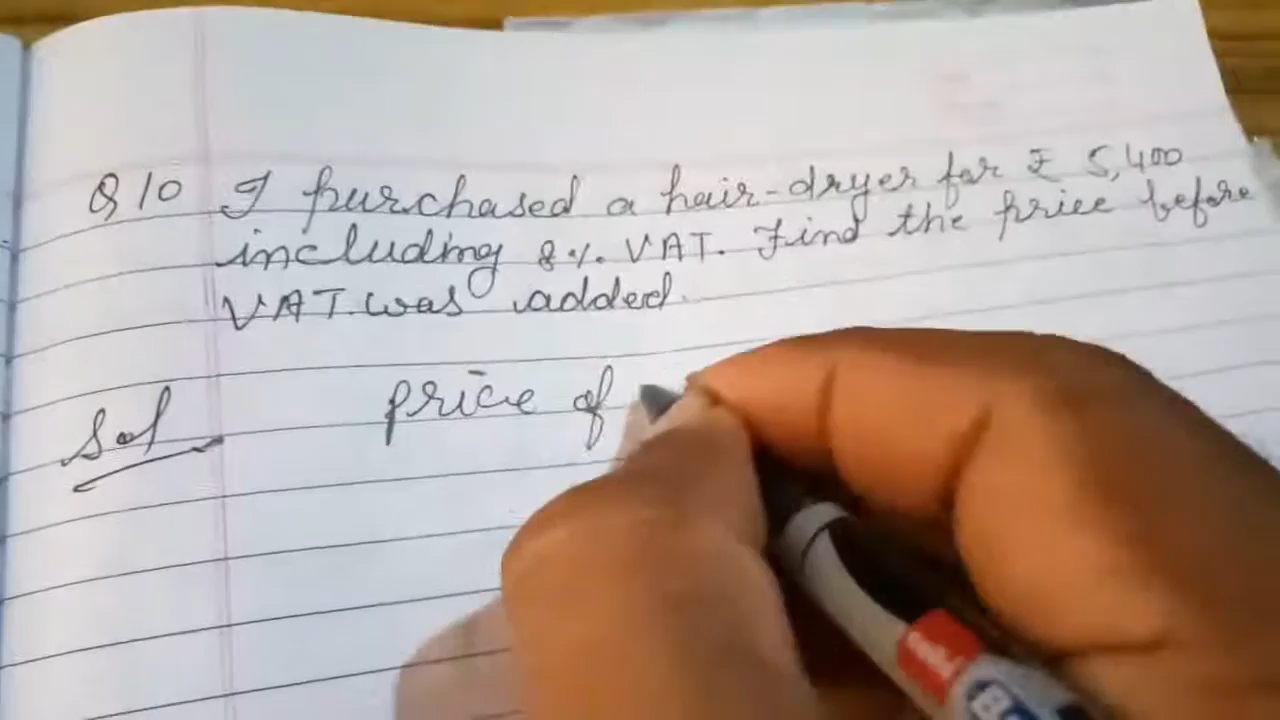 Q 10 I purchased a hair-dryer for ₹ 5,400
including 8%. VAT. Find the price before
VAT. was added.
Sol price of